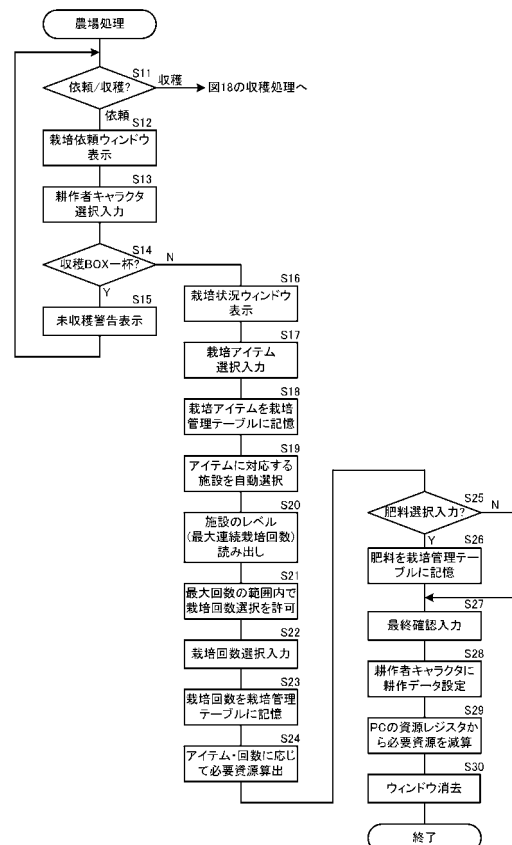 農場処理
S11
依頼/収穫?
収穫
図18の収穫処理へ
依頼
S12
栽培依頼ウィンドウ
表示
S13
耕作者キャラクタ
選択入力
S14
収穫BOX一杯?
N
Y
S15
未収穫警告表示
S16
栽培状況ウィンドウ
表示
S17
栽培アイテム
選択入力
S18
栽培アイテムを栽培
管理テーブルに記憶
S19
アイテムに対応する
施設を自動選択
S20
施設のレベル
(最大連続栽培回数)
読み出し
S21
最大回数の範囲内で
栽培回数選択を許可
S22
栽培回数選択入力
S23
栽培回数を栽培管理
テーブルに記憶
S24
アイテム・回数に応じ
て必要資源算出
S25
肥料選択入力?
N
Y
S26
肥料を栽培管理テー
ブルに記憶
S27
最終確認入力
S28
耕作者キャラクタに
耕作データ設定
S29
PCの資源レジスタか
ら必要資源を減算
S30
ウィンドウ消去
終了